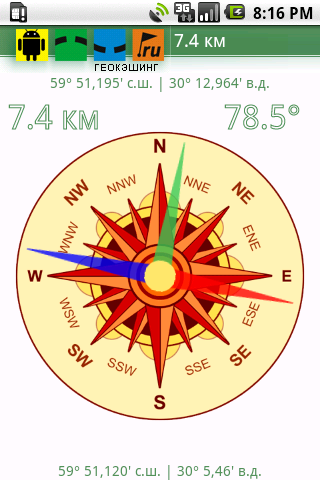 3G
8:16 PM
.ru
7.4 км
геокэшинг
59° 51,195' с.ш. | 30° 12,964' в.д.
7.4 км
78.5°
N
NNW
NNE
NW
NE
WNW
ENE
W
E
WSW
ESE
SW
SE
SSW
SSE
S
59° 51,120' с.ш. | 30° 5,46' в.д.